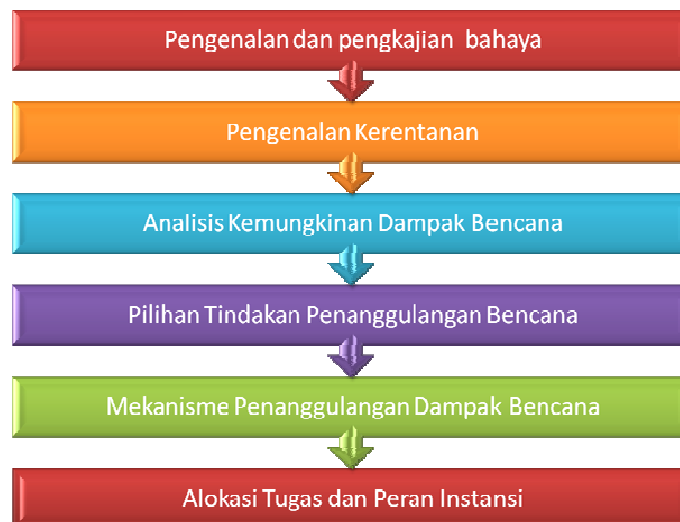 Pengenalan dan pengkajian bahaya
Pengenalan Kerentanan
Analisis Kemungkinan Dampak Bencana
Pilihan Tindakan Penanggulangan Bencana
Mekanisme Penanggulangan Dampak Bencana
Alokasi Tugas dan Peran Instansi